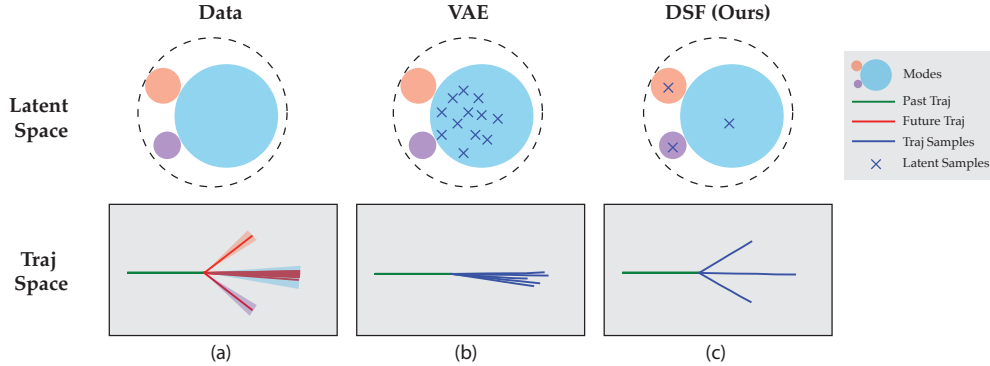 Data
VAE
DSF (Ours)
Latent
Space
Modes
Past Traj
Future Traj
Traj Samples
Latent Samples
Traj
Space
(a)
(b)
(c)